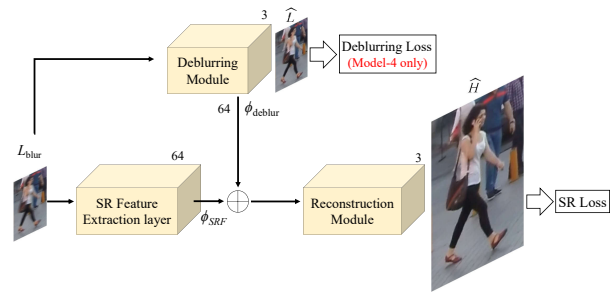 3
L̂
Deblurring
Module
Deblurring Loss
(Model-4 only)
Ĥ
64
ϕdeblur
Lblur
64
3
SR Feature
Extraction layer
ϕSRF
Reconstruction
Module
SR Loss